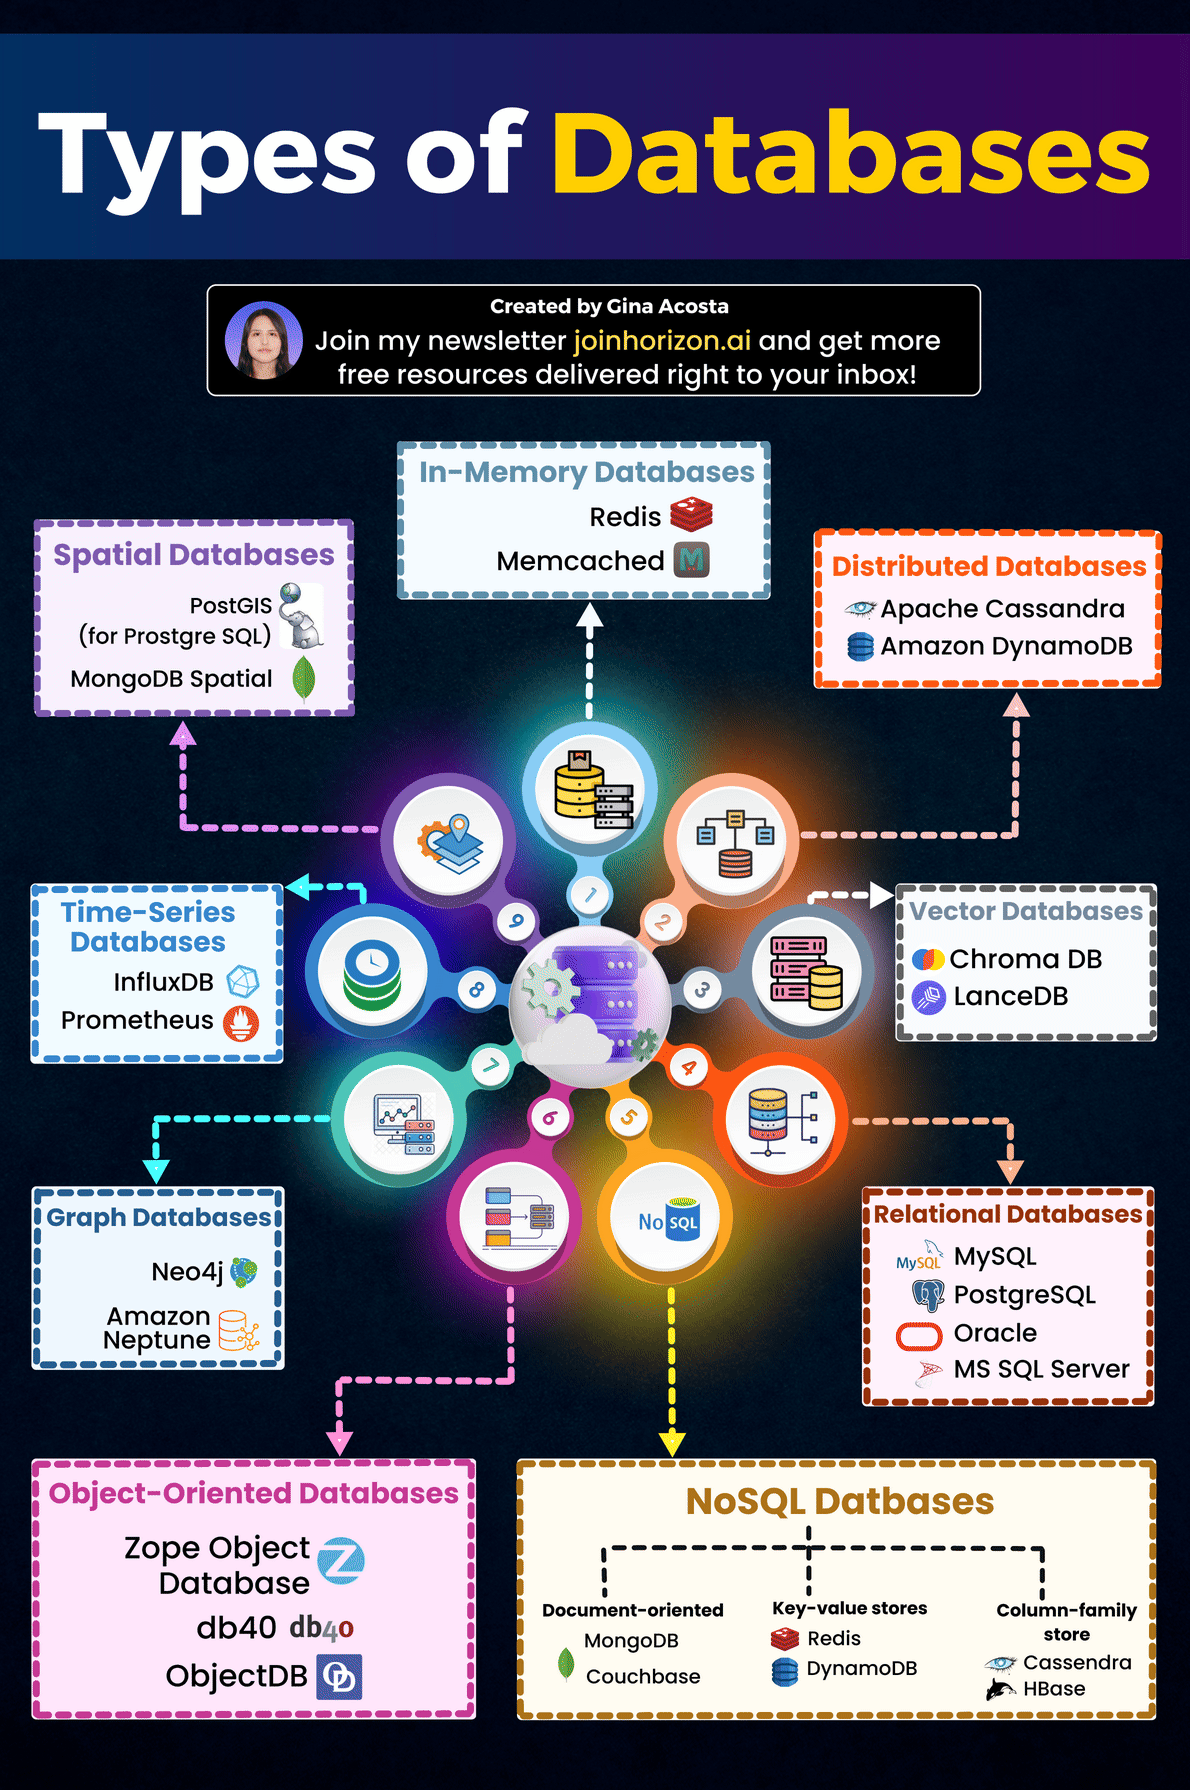 Types of Databases
Created by Gina Acosta
Join my newsletter joinhorizon.ai and get more
free resources delivered right to your inbox!
In-Memory Databases
Redis
Memcached
M
Spatial Databases
PostGIS
(for Prostgre SQL)
MongoDB Spatial
Distributed Databases
Apache Cassandra
Amazon DynamoDB
Time-Series
Databases
InfluxDB
Prometheus
Vector Databases
Chroma DB
LanceDB
1
2
3
4
5
6
7
8
9
No SQL
Graph Databases
Neo4j
Amazon
Neptune
Relational Databases
MySQL MySQL
PostgreSQL
Oracle
MS SQL Server
Object-Oriented Databases
Zope Object
Database
Z
db40 db4o
ObjectDB OD
NoSQL Datbases
Document-oriented
MongoDB
Couchbase
Key-value stores
Redis
DynamoDB
Column-family
store
Cassendra
HBase